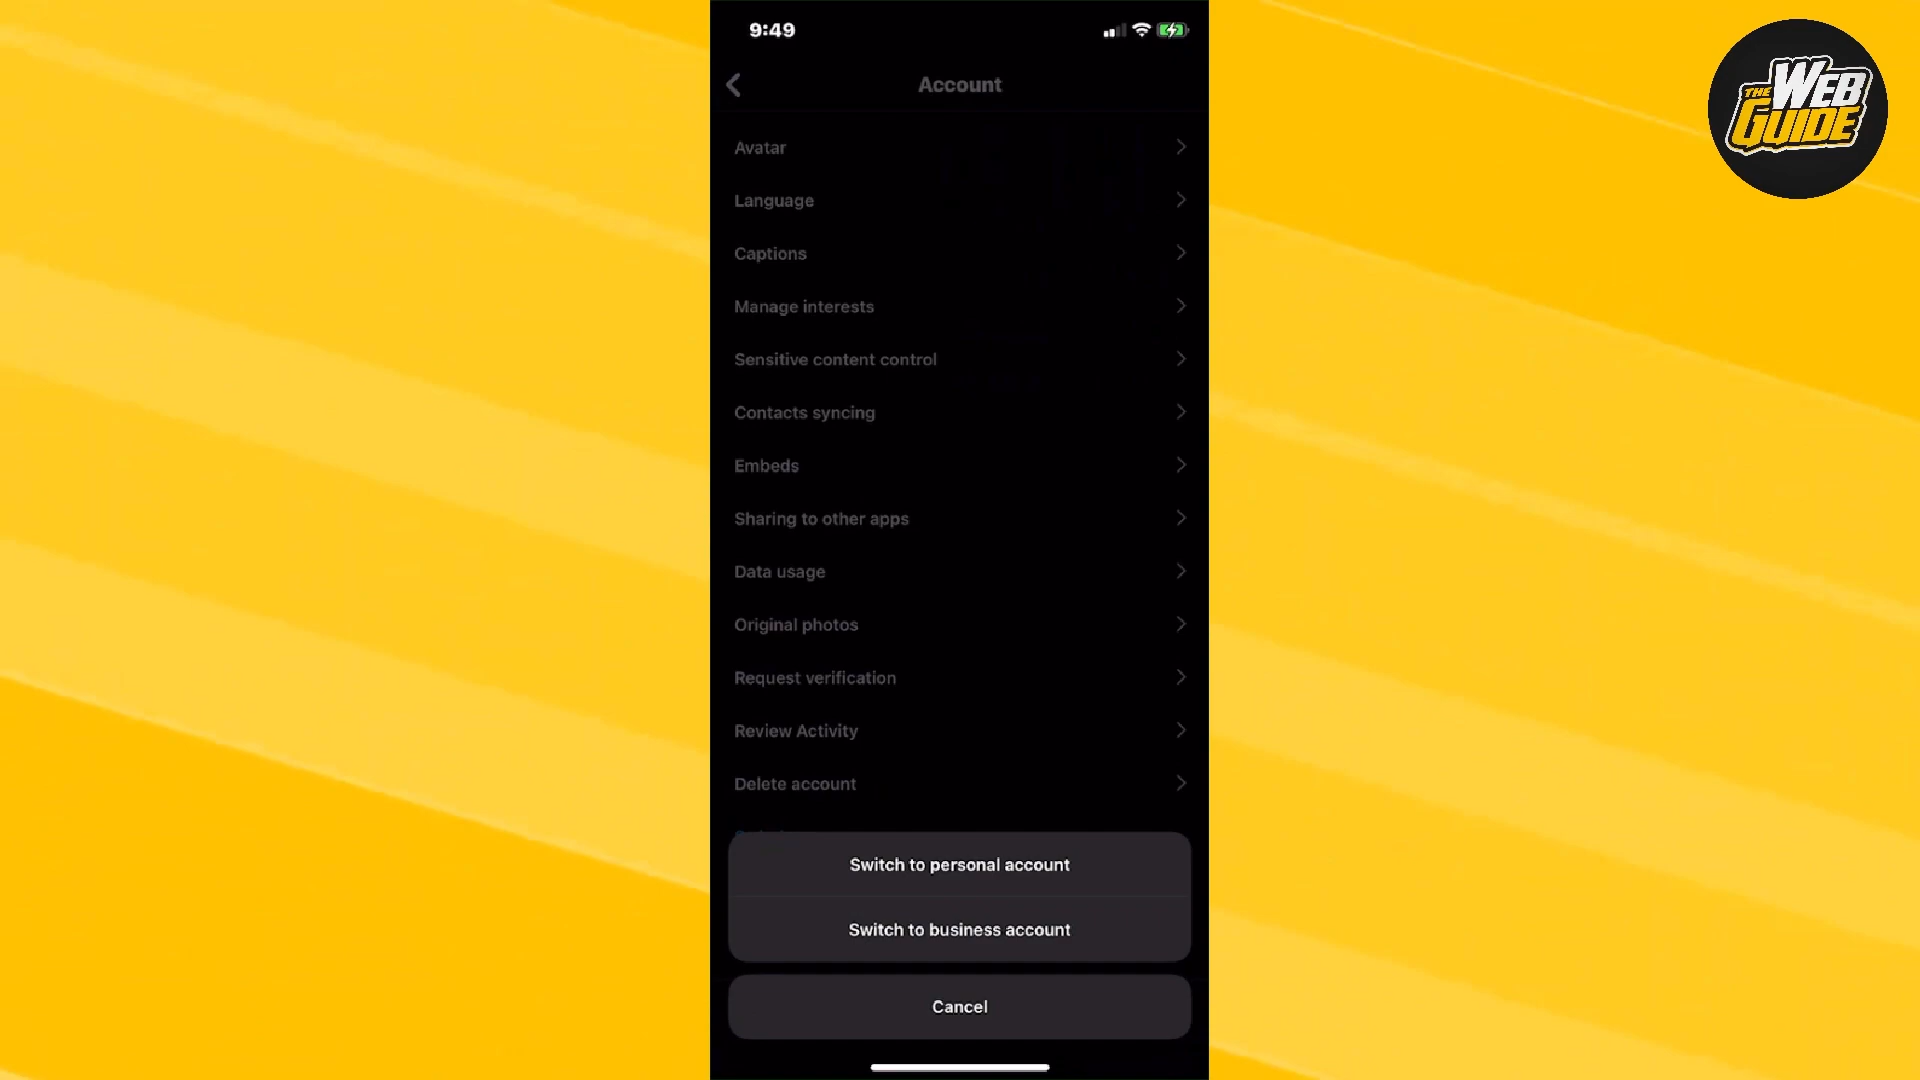 9:49
THE WEB
GUIDE
Account
Avatar
Language
Captions
Manage interests
Sensitive content control
Contacts syncing
Embeds
Sharing to other apps
Data usage
Original photos
Request verification
Review Activity
Delete account
Switch to personal account
Switch to business account
Cancel